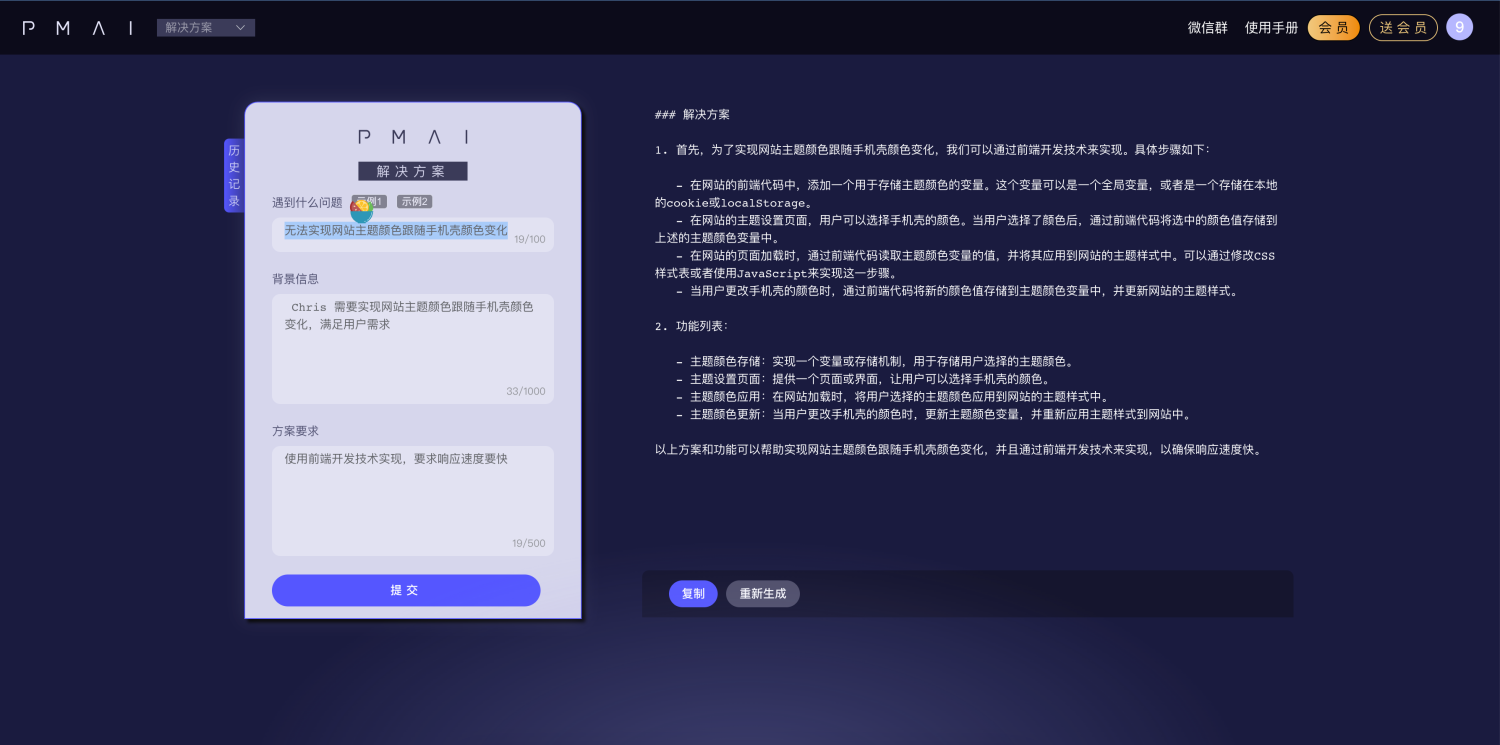 PMAI
解决方案
微信群
使用手册
会员
送会员
9
历史记录
PMAI
解决方案
遇到什么问题
示例1
示例2
无法实现网站主题颜色跟随手机壳颜色变化
19/100
背景信息
Chris 需要实现网站主题颜色跟随手机壳颜色
变化，满足用户需求
33/1000
方案要求
使用前端开发技术实现，要求响应速度要快
19/500
提交
### 解决方案
1. 首先，为了实现网站主题颜色跟随手机壳颜色变化，我们可以通过前端开发技术来实现。具体步骤如下：
- 在网站的前端代码中，添加一个用于存储主题颜色的变量。这个变量可以是一个全局变量，或者是一个存储在本地
的cookie或localStorage。
- 在网站的主题设置页面，用户可以选择手机壳的颜色。当用户选择了颜色后，通过前端代码将选中的颜色值存储到
上述的主题颜色变量中。
- 在网站的页面加载时，通过前端代码读取主题颜色变量的值，并将其应用到网站的主题样式中。可以通过修改CSS
样式表或者使用JavaScript来实现这一步骤。
- 当用户更改手机壳的颜色时，通过前端代码将新的颜色值存储到主题颜色变量中，并更新网站的主题样式。
2. 功能列表：
- 主题颜色存储：实现一个变量或存储机制，用于存储用户选择的主题颜色。
- 主题设置页面：提供一个页面或界面，让用户可以选择手机壳的颜色。
- 主题颜色应用：在网站加载时，将用户选择的主题颜色应用到网站的主题样式中。
- 主题颜色更新：当用户更改手机壳的颜色时，更新主题颜色变量，并重新应用主题样式到网站中。
以上方案和功能可以帮助实现网站主题颜色跟随手机壳颜色变化，并且通过前端开发技术来实现，以确保响应速度快。
复制
重新生成